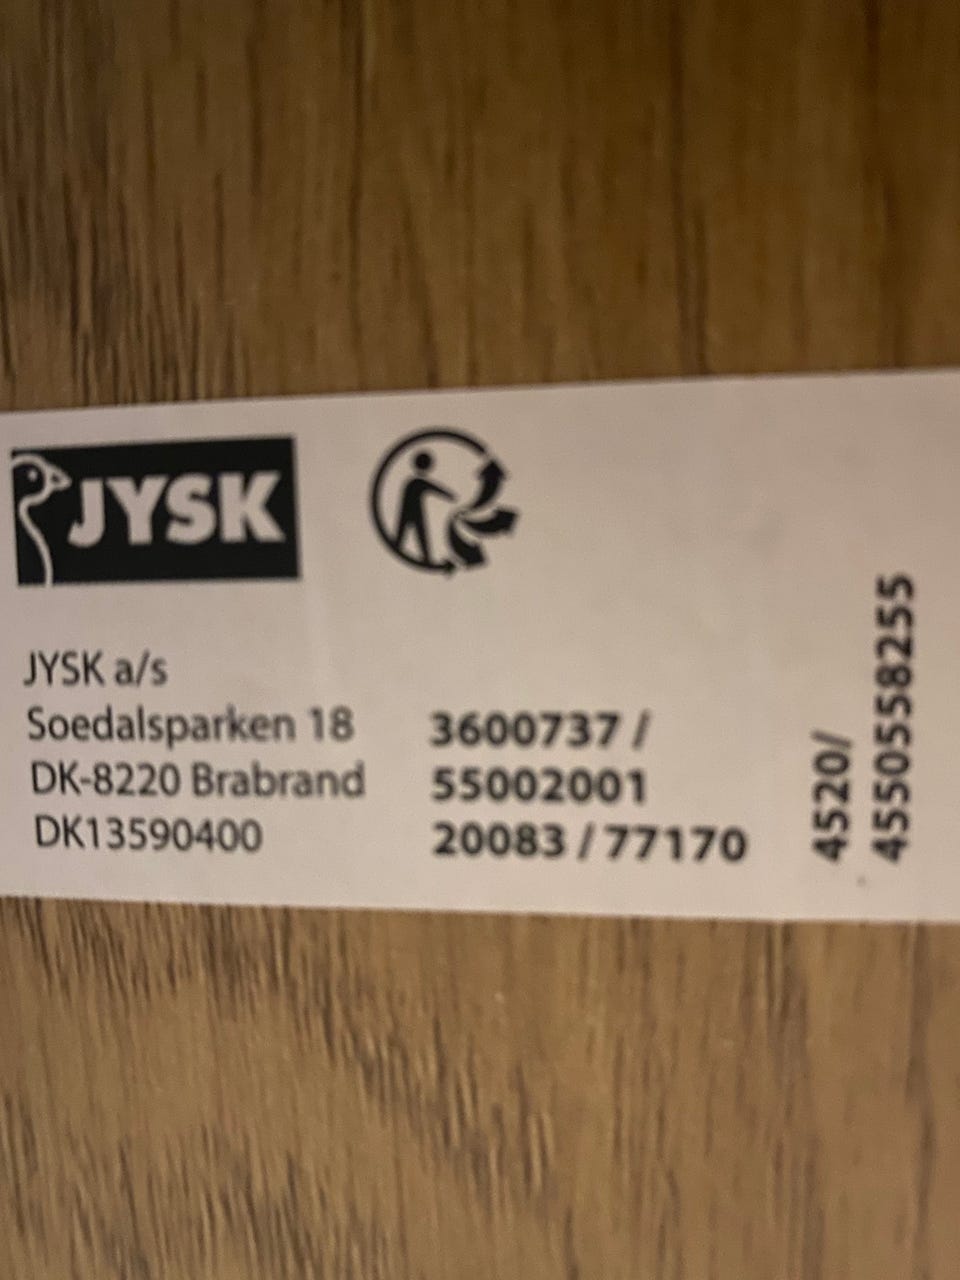 JYSK
JYSK a/s
Soedalsparken 18
DK-8220 Brabrand
DK13590400
3600737 /
55002001
20083 / 77170
4520/
4550558255